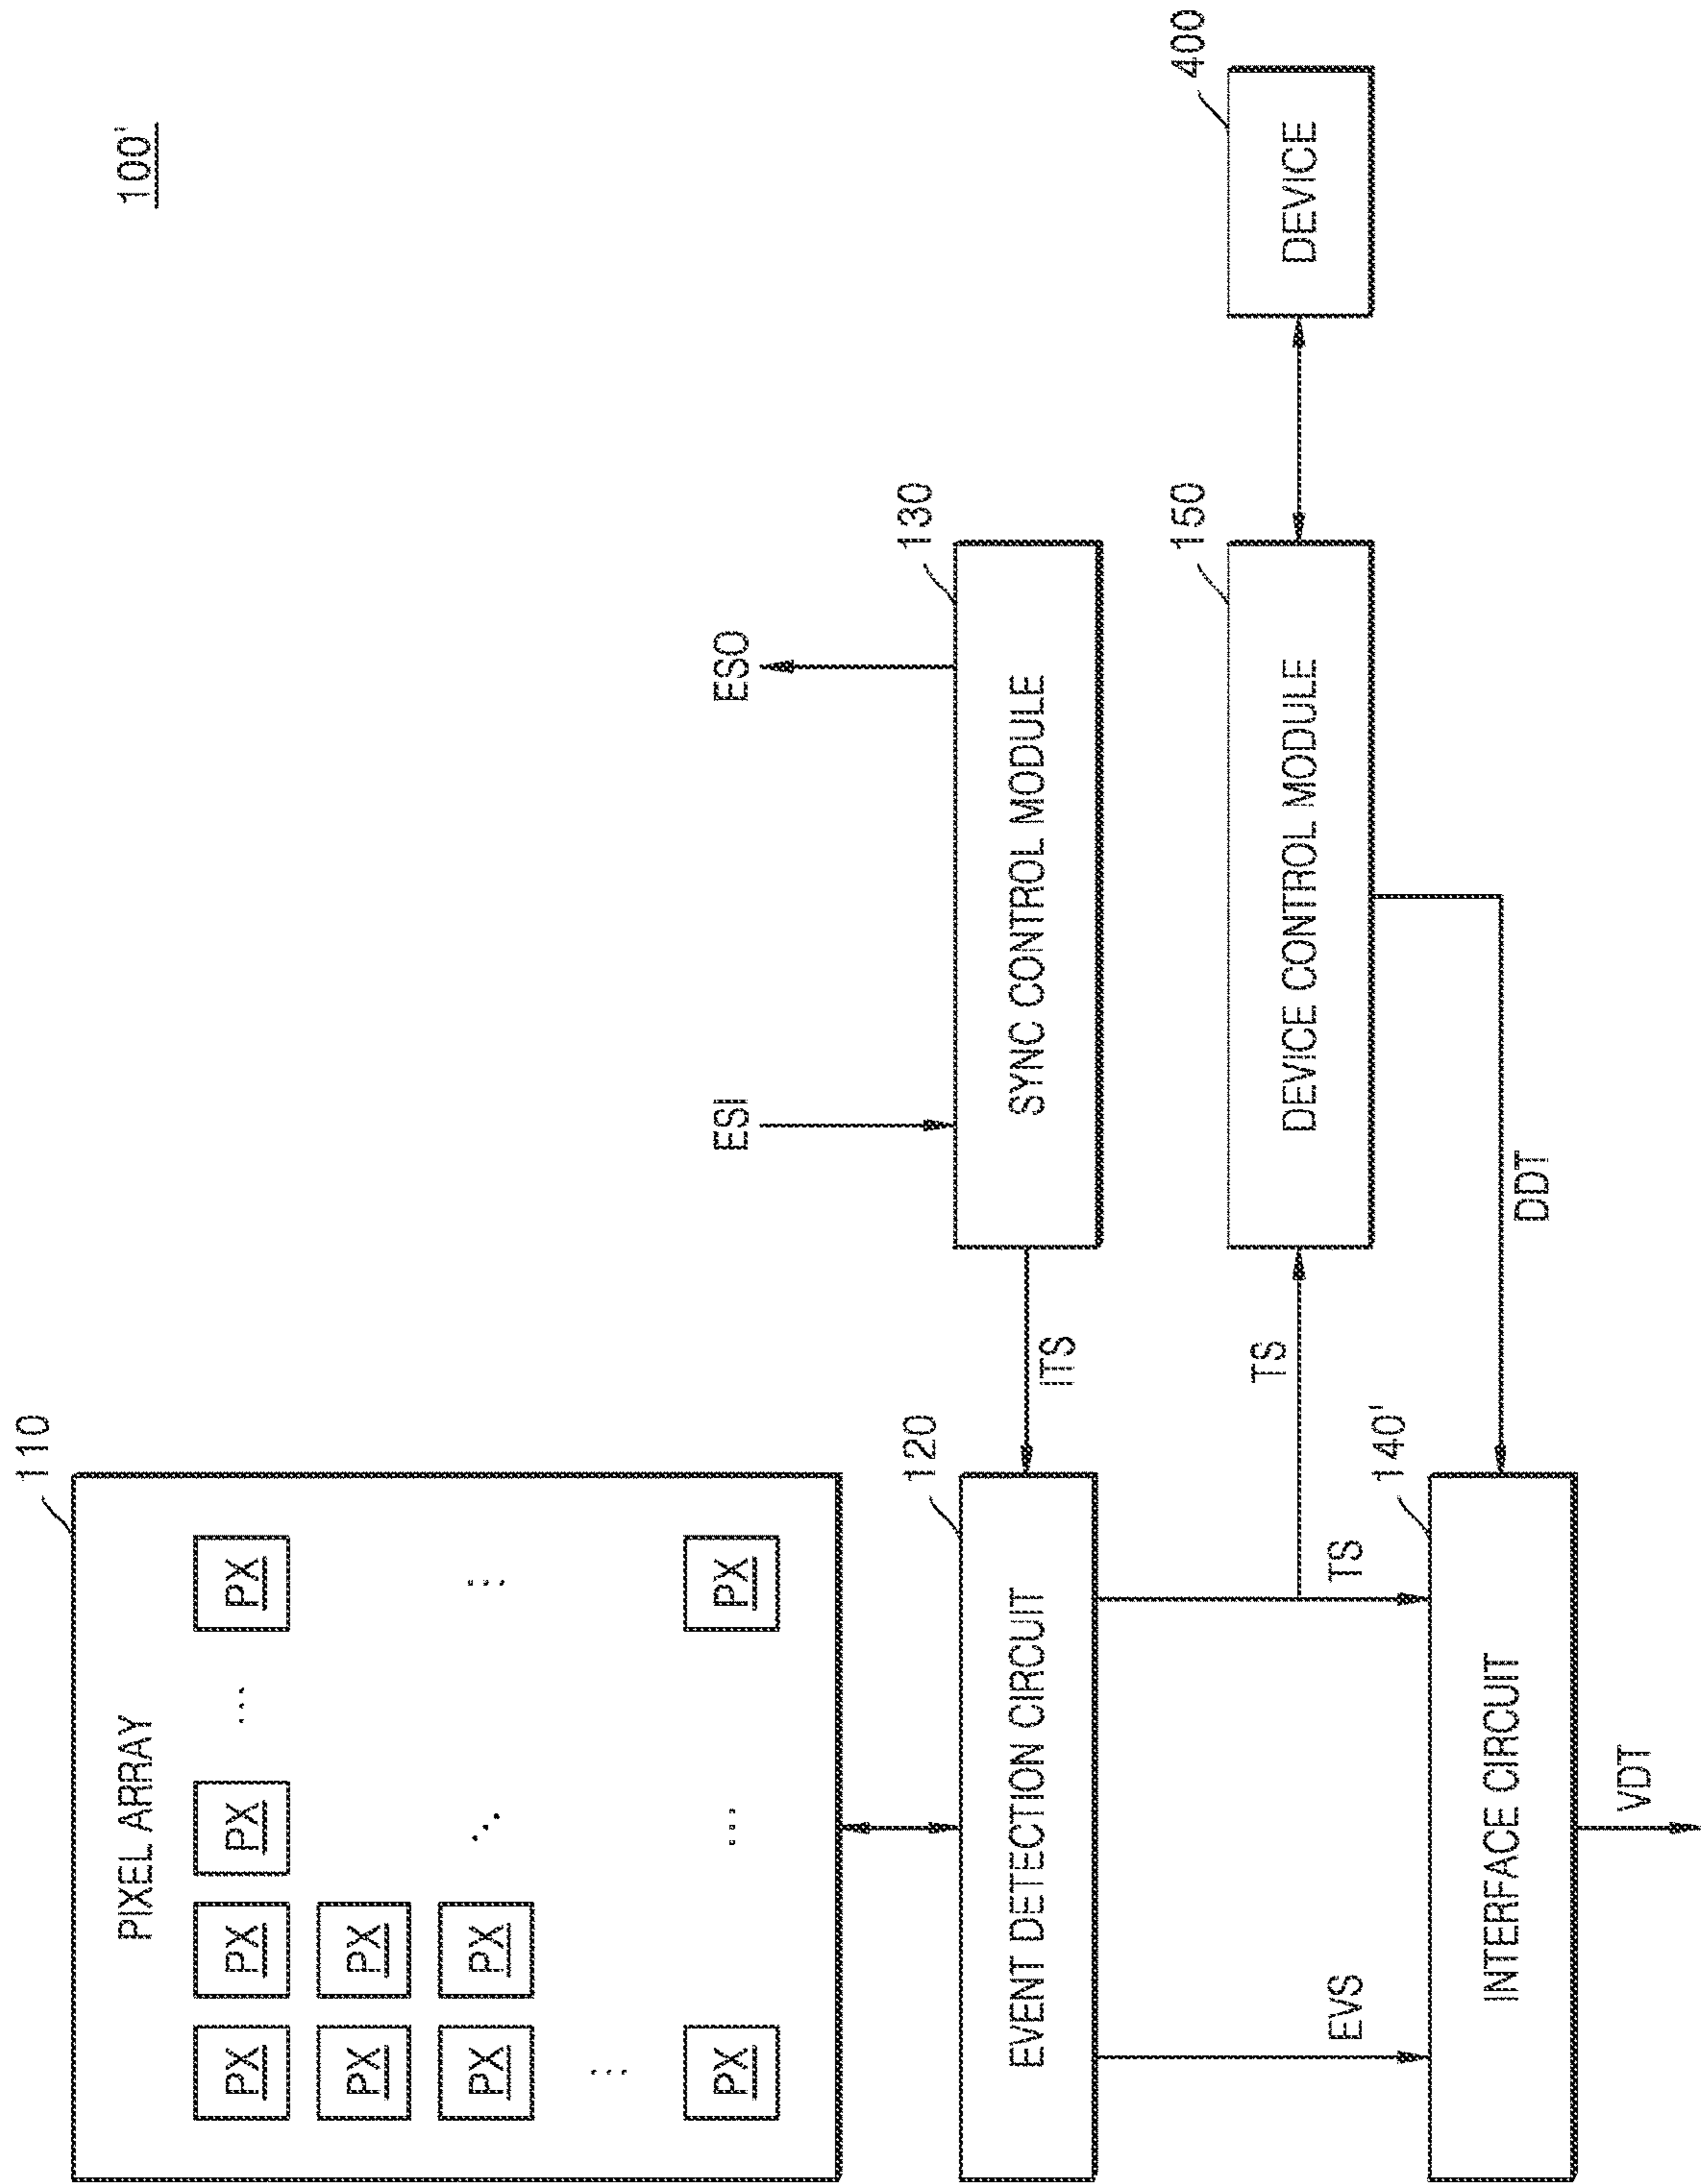 100'
110
PIXEL ARRAY
PX PX PX ... PX
PX PX
PX PX
PX ... PX
ESI
ESO
120
EVENT DETECTION CIRCUIT
ITS
130
SYNC CONTROL MODULE
EVS
TS
TS
150
DEVICE CONTROL MODULE
400
DEVICE
140'
INTERFACE CIRCUIT
DDT
VDT